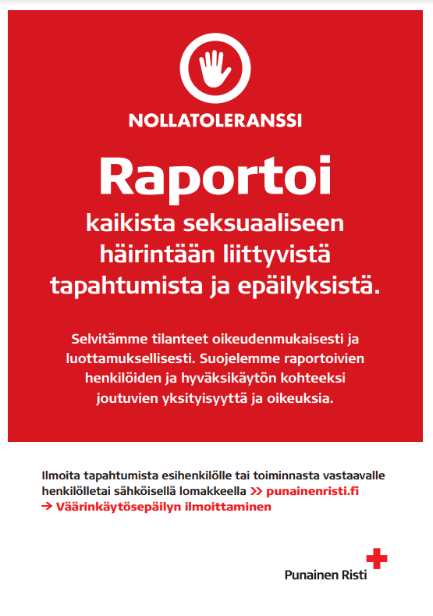 NOLLATOLERANSSI
Raportoi
kaikista seksuaaliseen
häirintään liittyvistä
tapahtumista ja epäilyksistä.
Selvitämme tilanteet oikeudenmukaisesti ja
luottamuksellisesti. Suojelemme raportoivien
henkilöiden ja hyväksikäytön kohteeksi
joutuvien yksityisyyttä ja oikeuksia.
Ilmoita tapahtumista esihenkilölle tai toiminnasta vastaavalle
henkilölletai sähköisellä lomakkeella >> punainenristi.fi
→ Väärinkäytösepäilyn ilmoittaminen
Punainen Risti